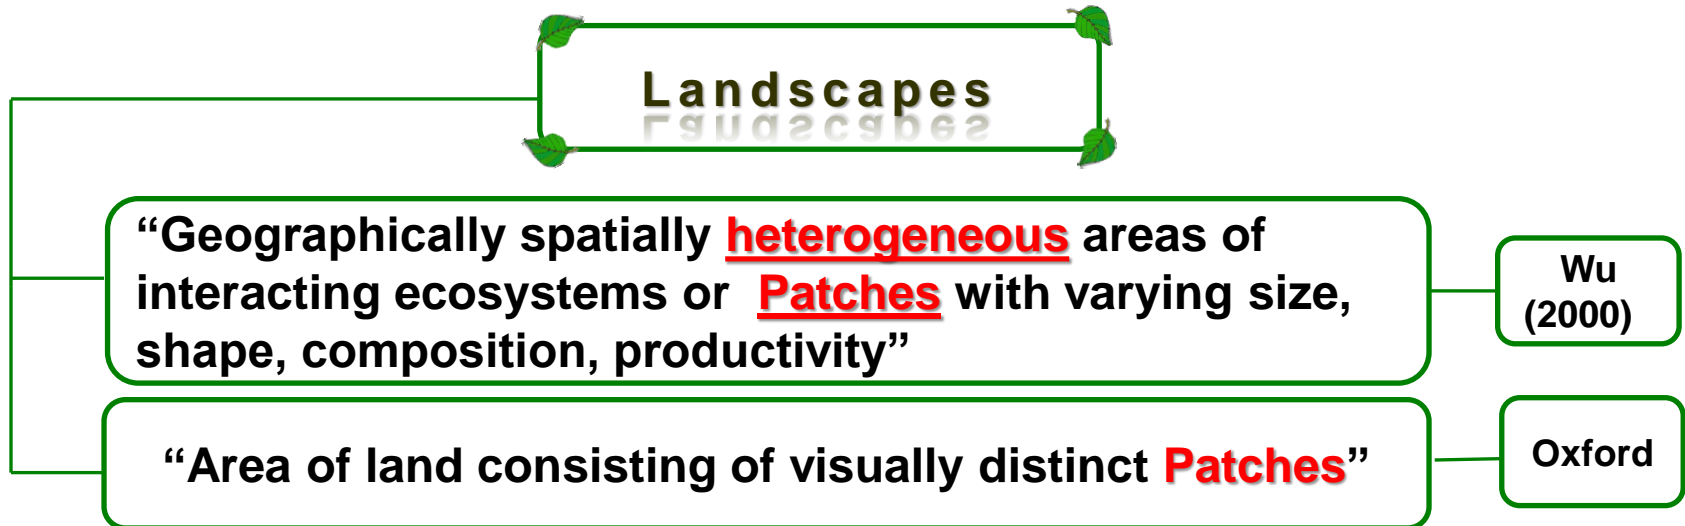 Landscapes
“Geographically spatially heterogeneous areas of
interacting ecosystems or Patches with varying size,
shape, composition, productivity”
Wu
(2000)
“Area of land consisting of visually distinct Patches”
Oxford